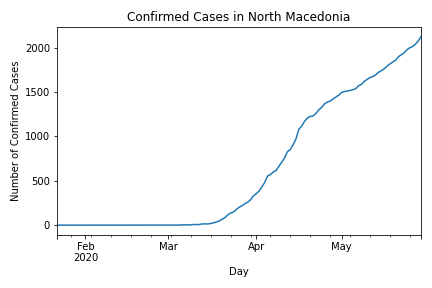 Confirmed Cases in North Macedonia
2000
1500
1000
500
0
Number of Confirmed Cases
Feb
2020
Mar
Apr
May
Day